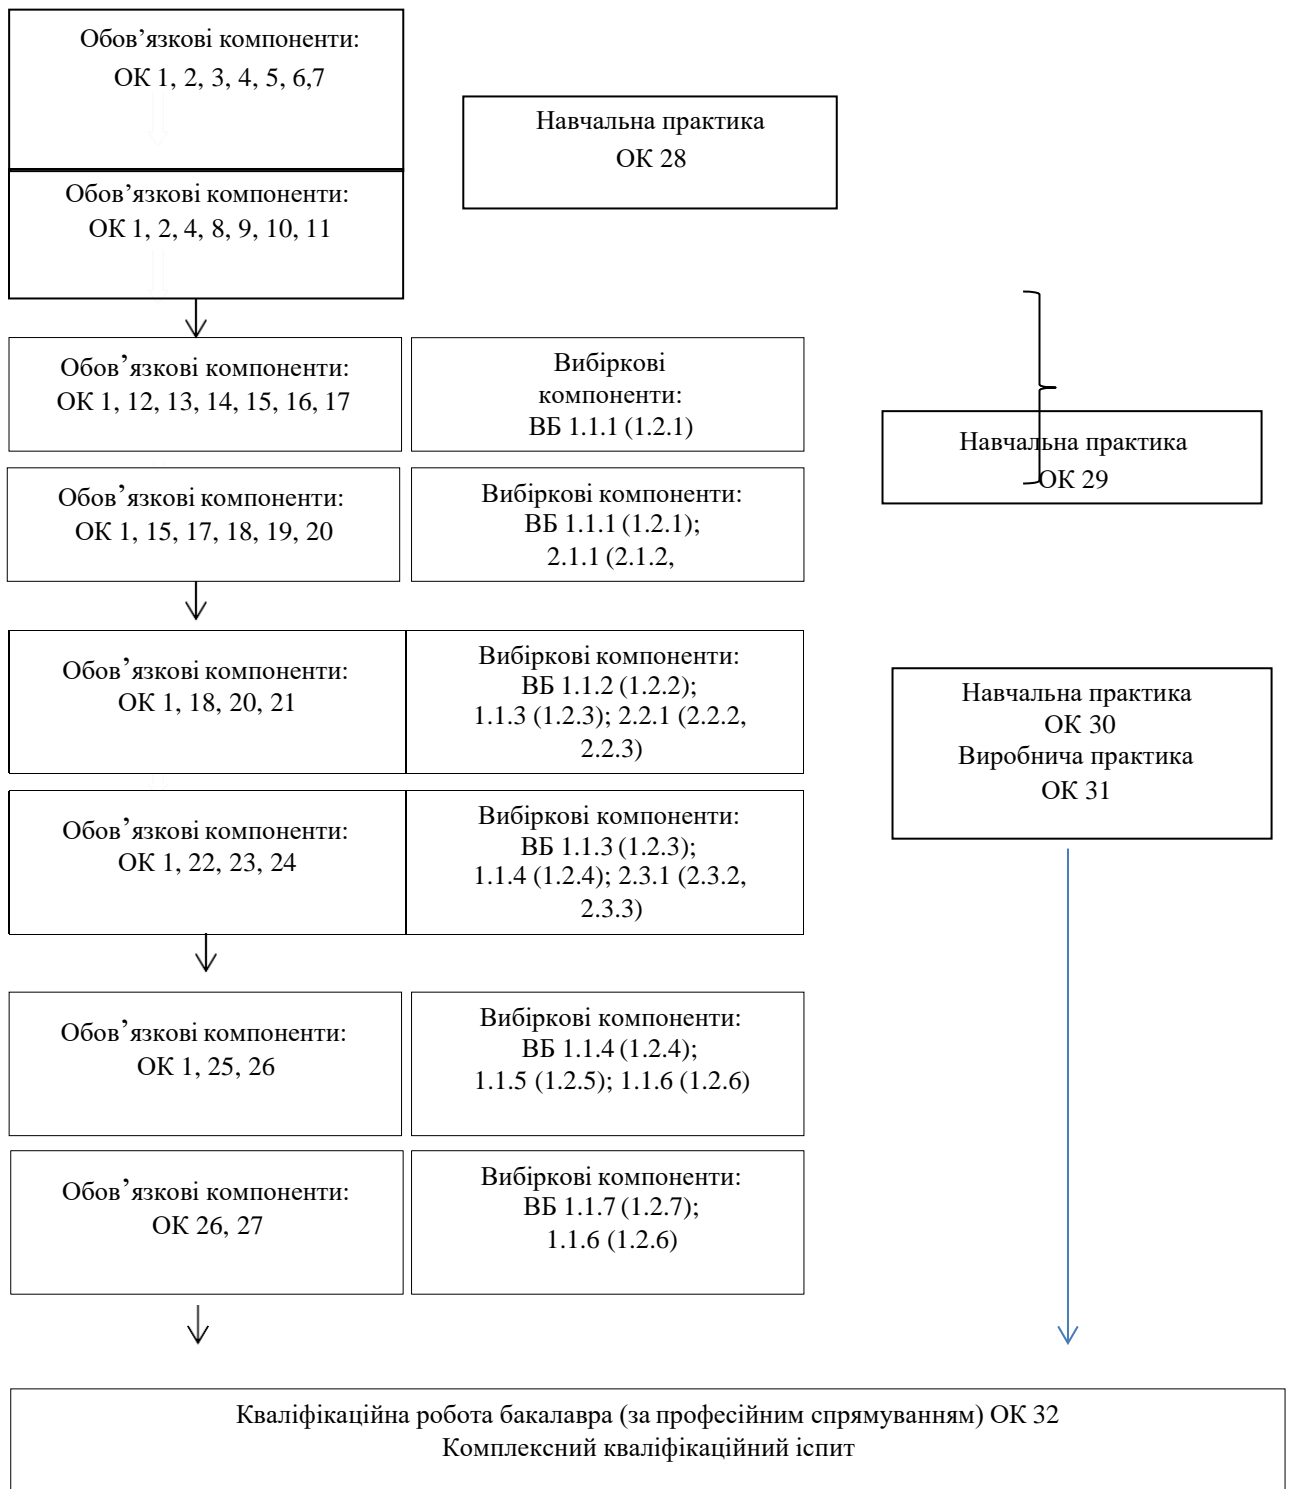 Обов’язкові компоненти:
ОК 1, 2, 3, 4, 5, 6,7
Навчальна практика
ОК 28
Обов’язкові компоненти:
ОК 1, 2, 4, 8, 9, 10, 11
Обов’язкові компоненти:
ОК 1, 12, 13, 14, 15, 16, 17
Вибіркові
компоненти:
ВБ 1.1.1 (1.2.1)
Навчальна практика
ОК 29
Обов’язкові компоненти:
ОК 1, 15, 17, 18, 19, 20
Вибіркові компоненти:
ВБ 1.1.1 (1.2.1);
2.1.1 (2.1.2,
Обов’язкові компоненти:
ОК 1, 18, 20, 21
Вибіркові компоненти:
ВБ 1.1.2 (1.2.2);
1.1.3 (1.2.3); 2.2.1 (2.2.2,
2.2.3)
Навчальна практика
ОК 30
Виробнича практика
ОК 31
Обов’язкові компоненти:
ОК 1, 22, 23, 24
Вибіркові компоненти:
ВБ 1.1.3 (1.2.3);
1.1.4 (1.2.4); 2.3.1 (2.3.2,
2.3.3)
Обов’язкові компоненти:
ОК 1, 25, 26
Вибіркові компоненти:
ВБ 1.1.4 (1.2.4);
1.1.5 (1.2.5); 1.1.6 (1.2.6)
Обов’язкові компоненти:
ОК 26, 27
Вибіркові компоненти:
ВБ 1.1.7 (1.2.7);
1.1.6 (1.2.6)
Кваліфікаційна робота бакалавра (за професійним спрямуванням) ОК 32
Комплексний кваліфікаційний іспит